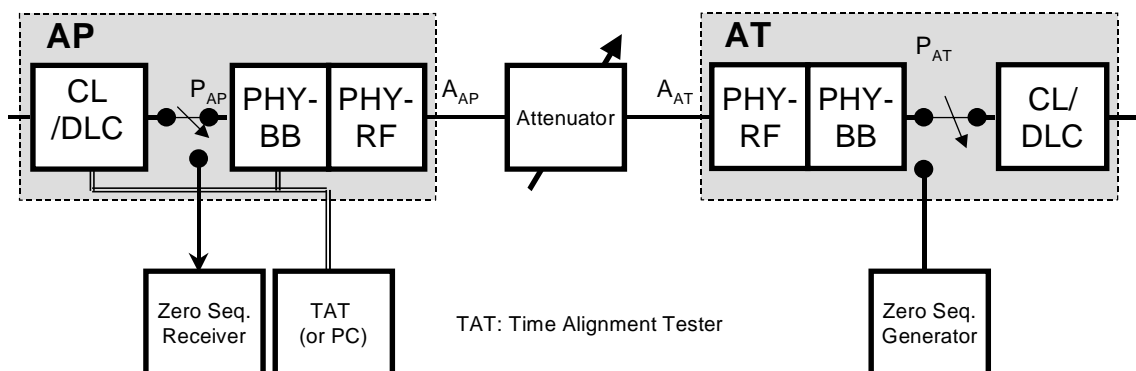 AP
AT
CL
/DLC
P_AP
PHY-
BB
PHY-
RF
A_AP
Attenuator
A_AT
PHY-
RF
PHY-
BB
P_AT
CL/
DLC
Zero Seq.
Receiver
TAT
(or PC)
TAT: Time Alignment Tester
Zero Seq.
Generator